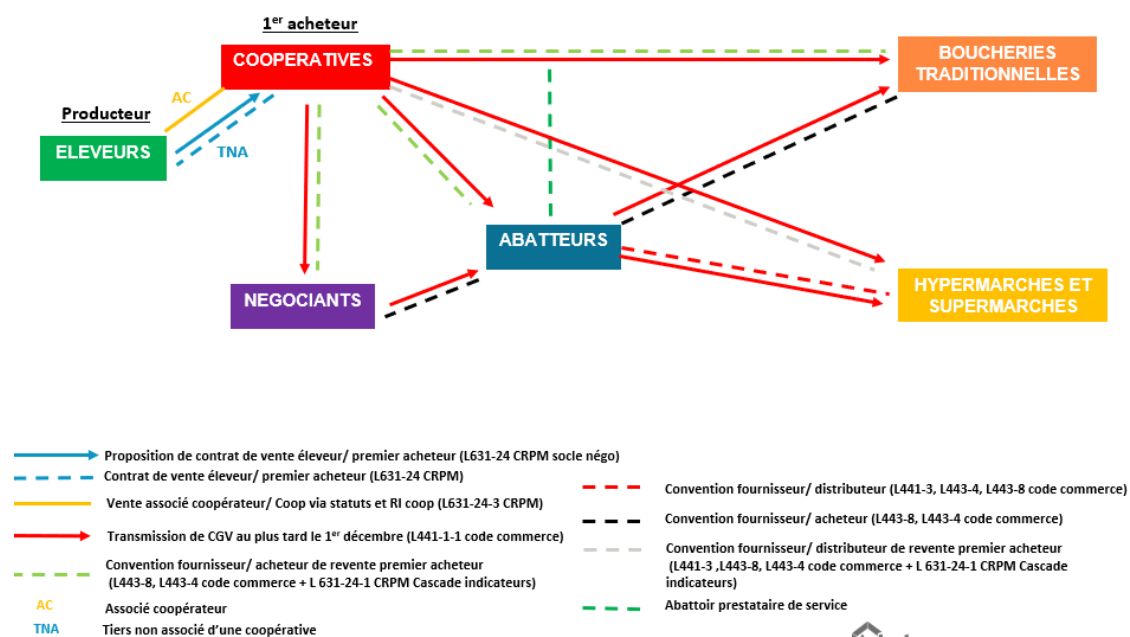 1er acheteur
COOPERATIVES
BOUCHERIES
TRADITIONNELLES
AC
Producteur
ELEVEURS
TNA
ABATTEURS
NEGOCIANTS
HYPERMARCHES ET
SUPERMARCHES
Proposition de contrat de vente éleveur/ premier acheteur (L631-24 CRPM socle négo)
Contrat de vente éleveur/ premier acheteur (L631-24 CRPM)
Vente associé coopérateur/ Coop via statuts et RI coop (L631-24-3 CRPM)
Transmission de CGV au plus tard le 1er décembre (L441-1-1 code commerce)
Convention fournisseur/ acheteur de revente premier acheteur
(L443-8, L443-4 code commerce + L 631-24-1 CRPM Cascade indicateurs)
AC Associé coopérateur
TNA Tiers non associé d'une coopérative
Convention fournisseur/ distributeur (L441-3, L443-4, L443-8 code commerce)
Convention fournisseur/ acheteur (L443-8, L443-4 code commerce)
Convention fournisseur/ distributeur de revente premier acheteur
(L441-3 ,L443-8, L443-4 code commerce + L 631-24-1 CRPM Cascade
indicateurs)
Abattoir prestataire de service